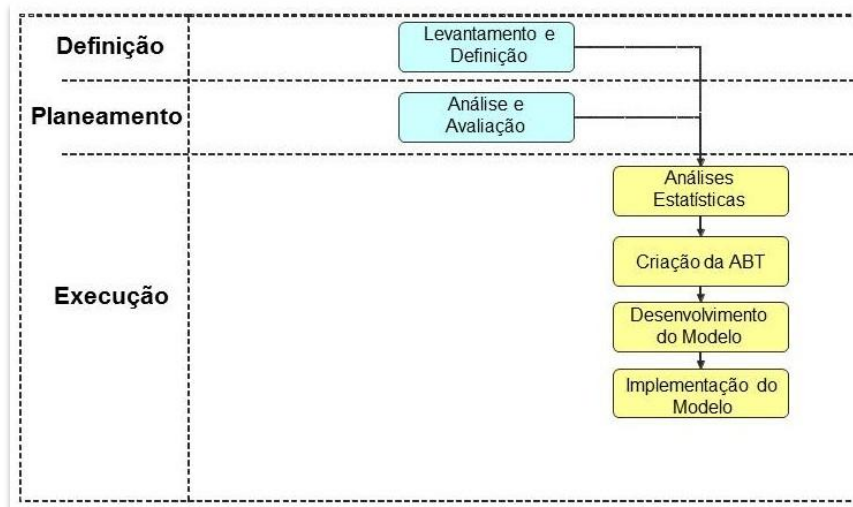 Definição
Levantamento e
Definição
Planeamento
Análise e
Avaliação
Execução
Análises
Estatísticas
Criação da ABT
Desenvolvimento
do Modelo
Implementação do
Modelo